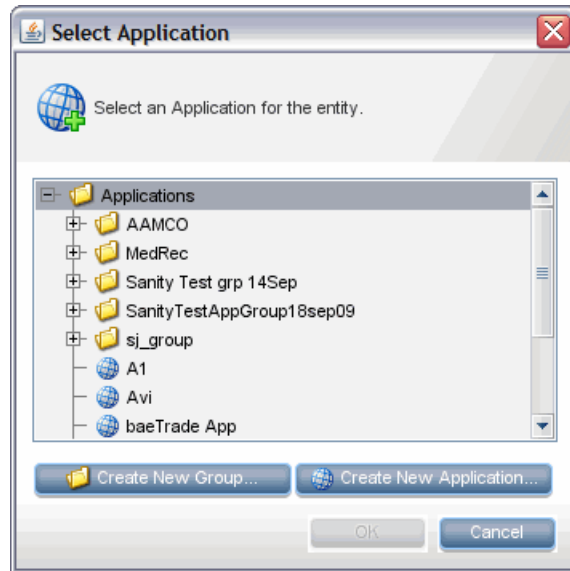 Select Application
Select an Application for the entity.
Applications
AAMCO
MedRec
Sanity Test grp 14Sep
SanityTestAppGroup18sep09
sj_group
A1
Avi
baeTrade App
Create New Group... Create New Application...
OK Cancel